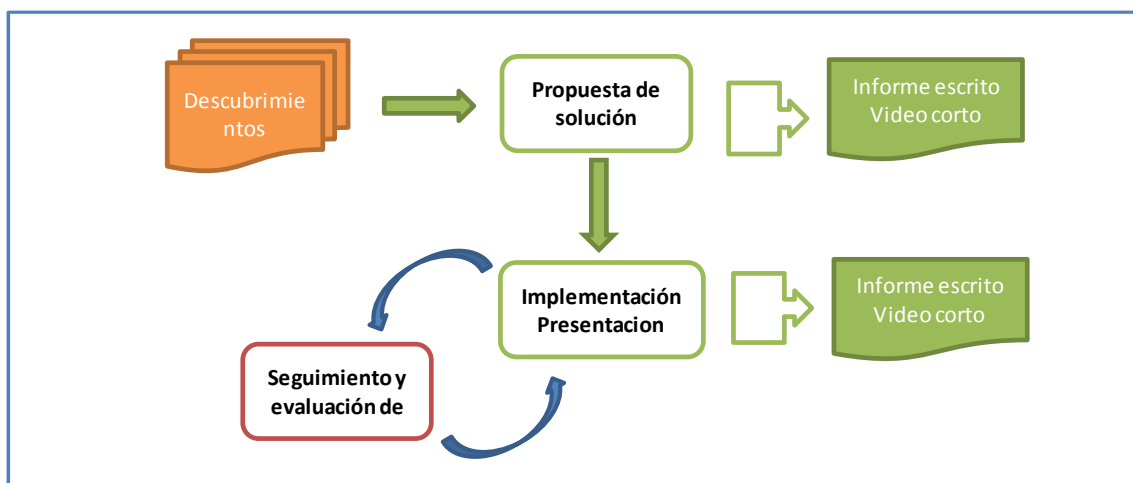 Descubrimie
ntos
Propuesta de
solución
Informe escrito
Video corto
Implementación
Presentacion
Informe escrito
Video corto
Seguimiento y
evaluación de